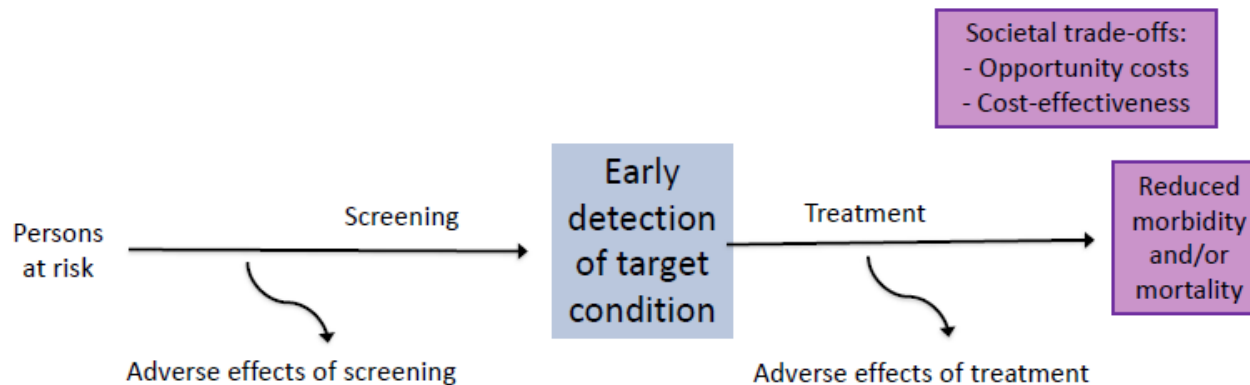 Societal trade-offs:
- Opportunity costs
- Cost-effectiveness
Persons
at risk
Screening
Early
detection
of target
condition
Treatment
Reduced
morbidity
and/or
mortality
Adverse effects of screening
Adverse effects of treatment